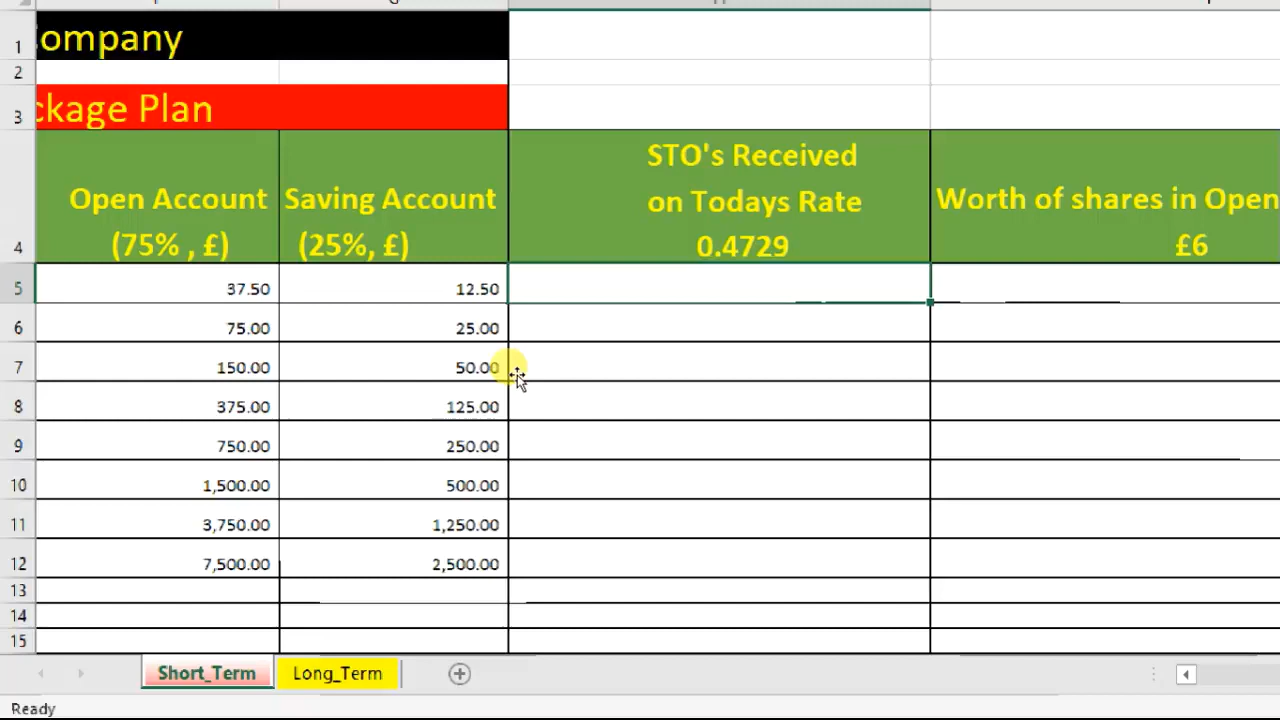 1 ompany
2
3 ckage Plan
4 Open Account (75% , £) Saving Account (25%, £) STO's Received on Todays Rate 0.4729 Worth of shares in Open £6
5 37.50 12.50
6 75.00 25.00
7 150.00 50.00
8 375.00 125.00
9 750.00 250.00
10 1,500.00 500.00
11 3,750.00 1,250.00
12 7,500.00 2,500.00
13
14
15
Short_Term Long_Term
Ready